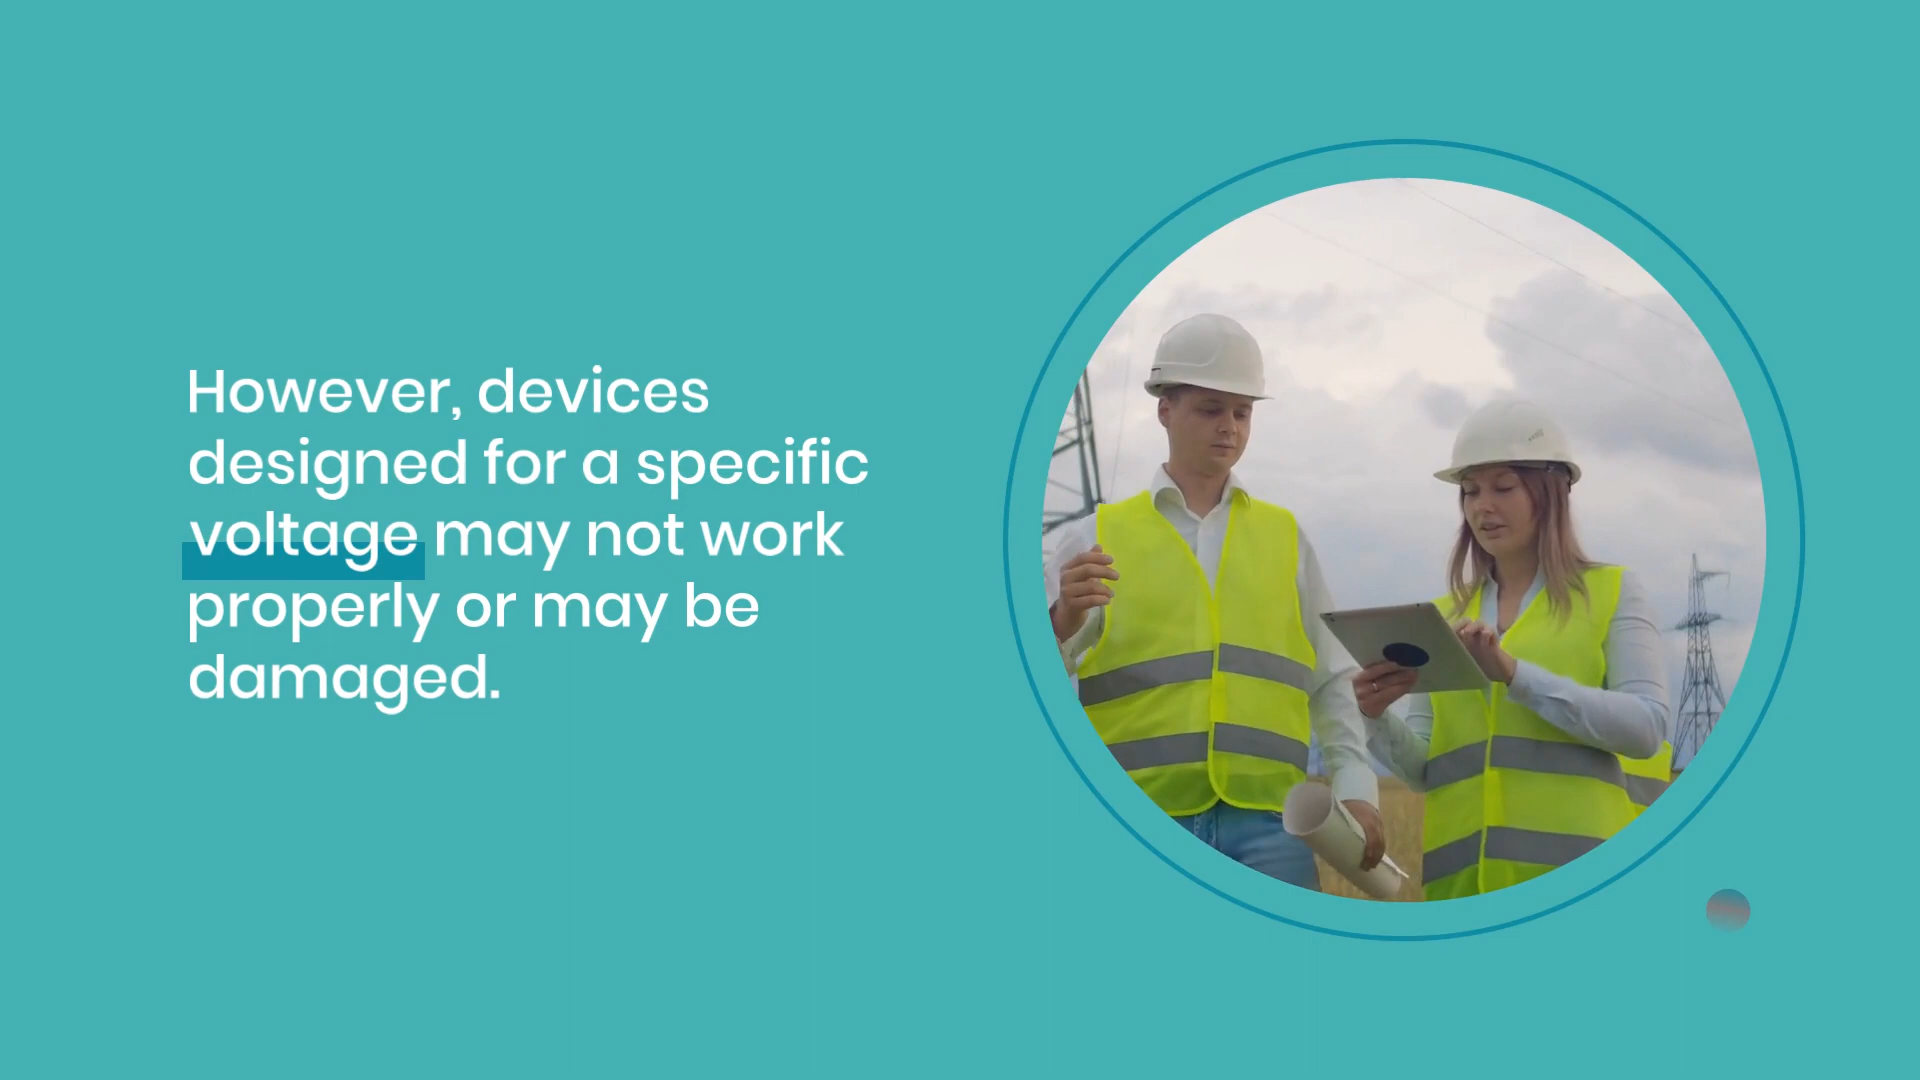 However, devices
designed for a specific
voltage may not work
properly or may be
damaged.